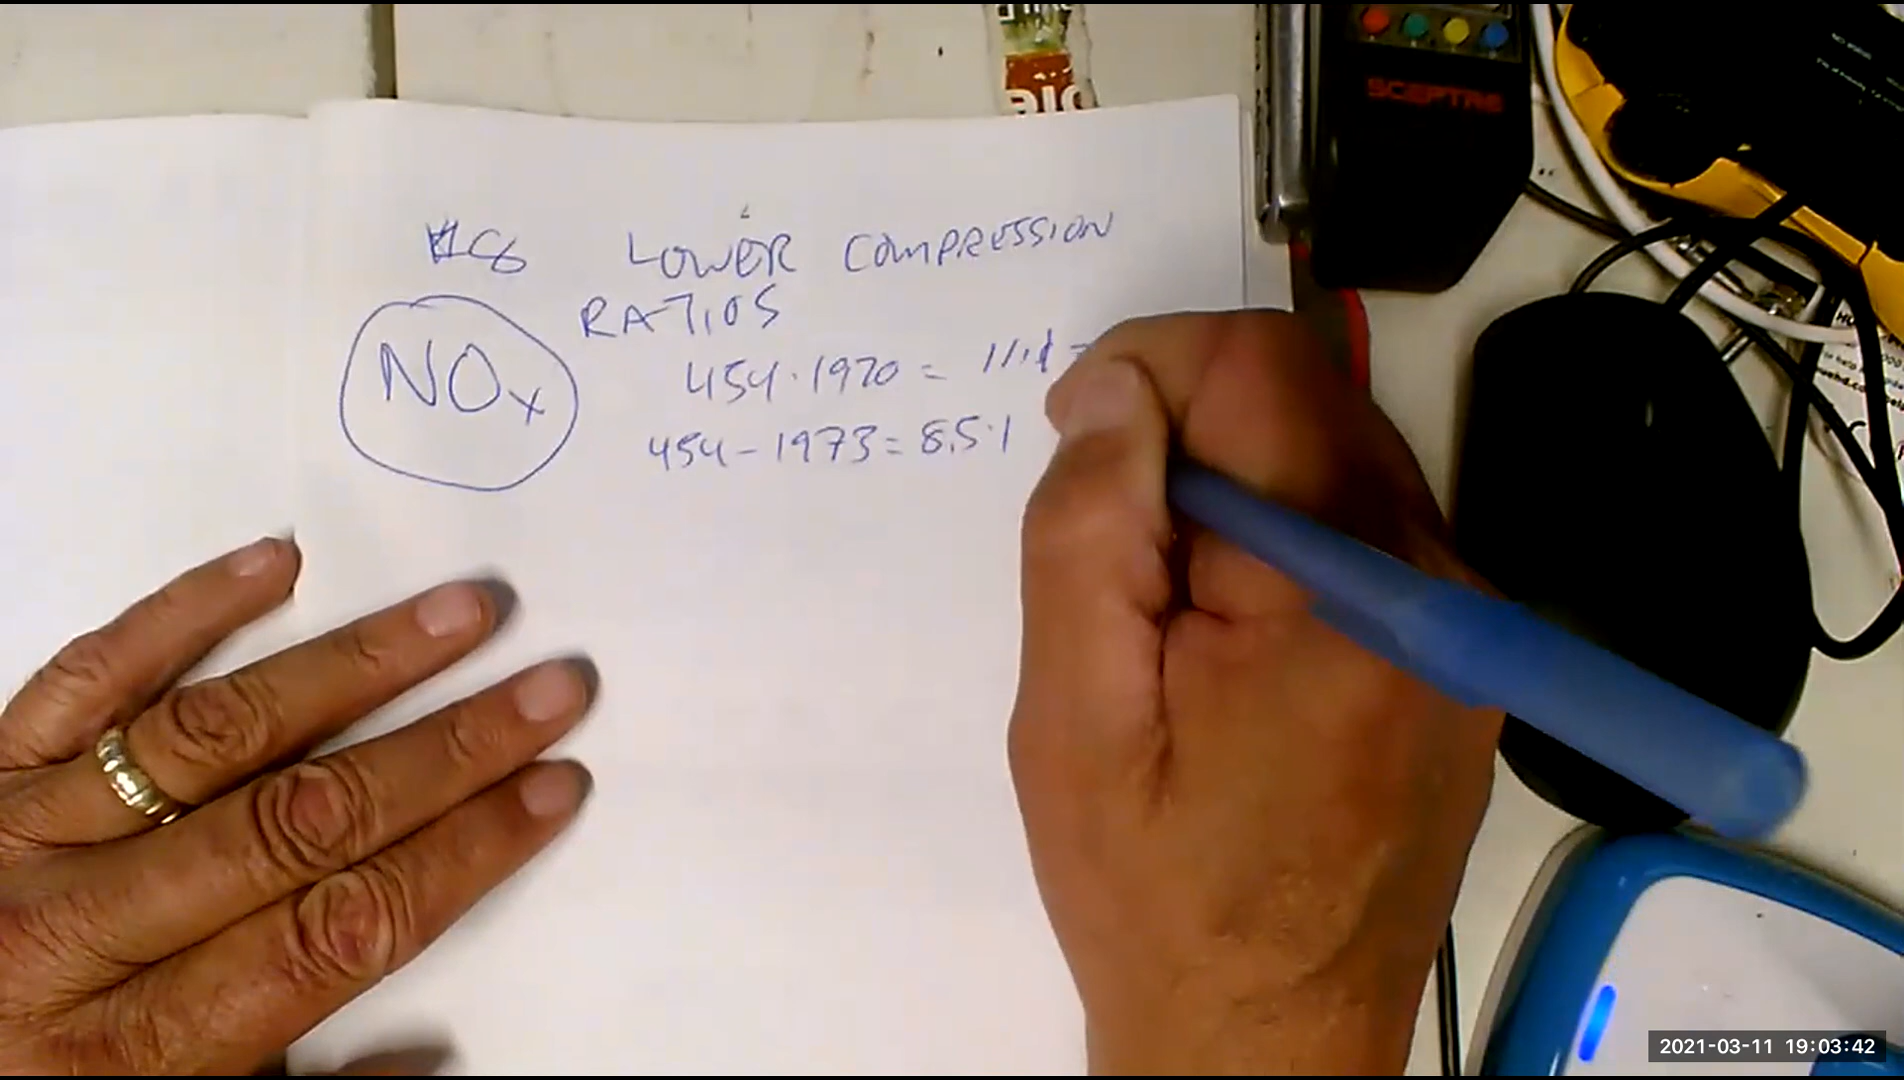 #8 LOWER COMPRESSION
RATIOS
NOx
454 · 1970 = 11:1 =
454 - 1973 = 8.5:1
SCEPTRE
2021-03-11 19:03:42